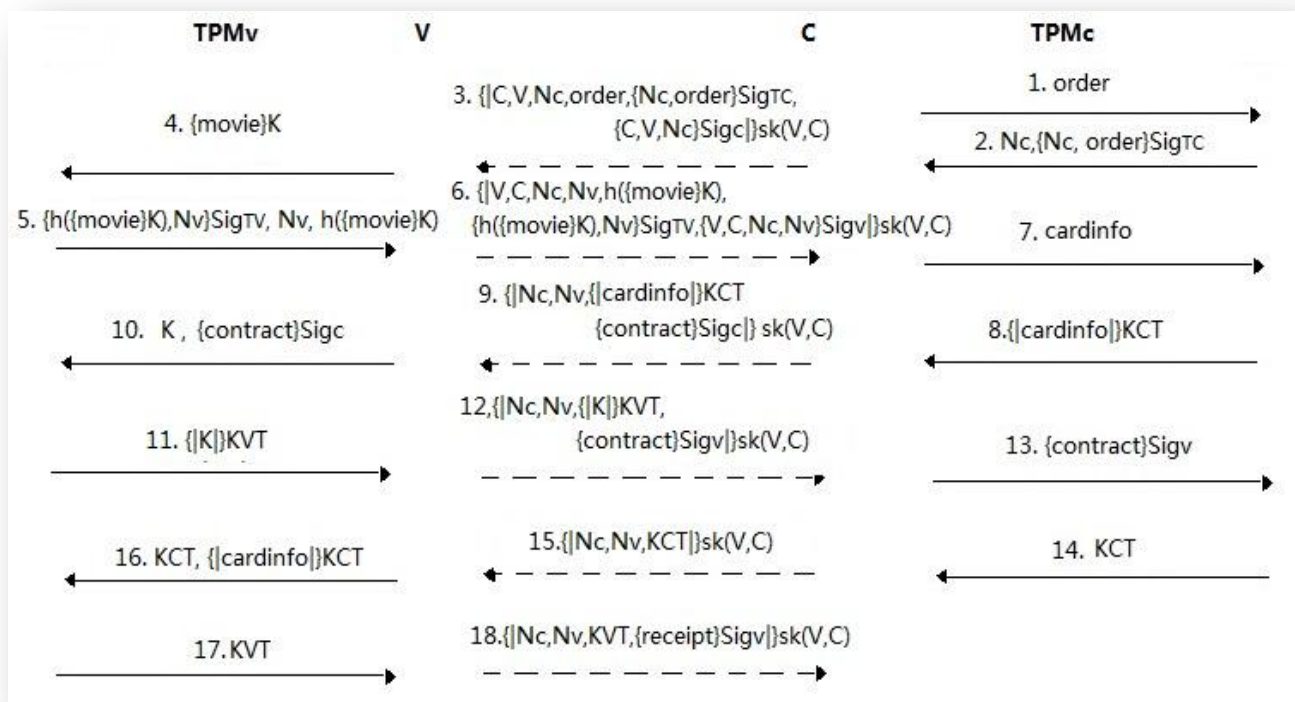 TPMv V C TPMc
1. order
3. {|C,V,Nc,order,{Nc,order}SigTC,
{C,V,Nc}Sigc|}sk(V,C)
4. {movie}K
2. Nc,{Nc, order}SigTC
6. {|V,C,Nc,Nv,h({movie}K),
{h({movie}K),Nv}SigTV,{V,C,Nc,Nv}Sigv|}sk(V,C)
5. {h({movie}K),Nv}SigTV, Nv, h({movie}K)
7. cardinfo
9. {|Nc,Nv,{|cardinfo|}KCT
{contract}Sigc|} sk(V,C)
10. K , {contract}Sigc
8.{|cardinfo|}KCT
12,{|Nc,Nv,{|K|}KVT,
{contract}Sigv|}sk(V,C)
11. {|K|}KVT
13. {contract}Sigv
15.{|Nc,Nv,KCT|}sk(V,C)
16. KCT, {|cardinfo|}KCT
14. KCT
18.{|Nc,Nv,KVT,{receipt}Sigv|}sk(V,C)
17. KVT